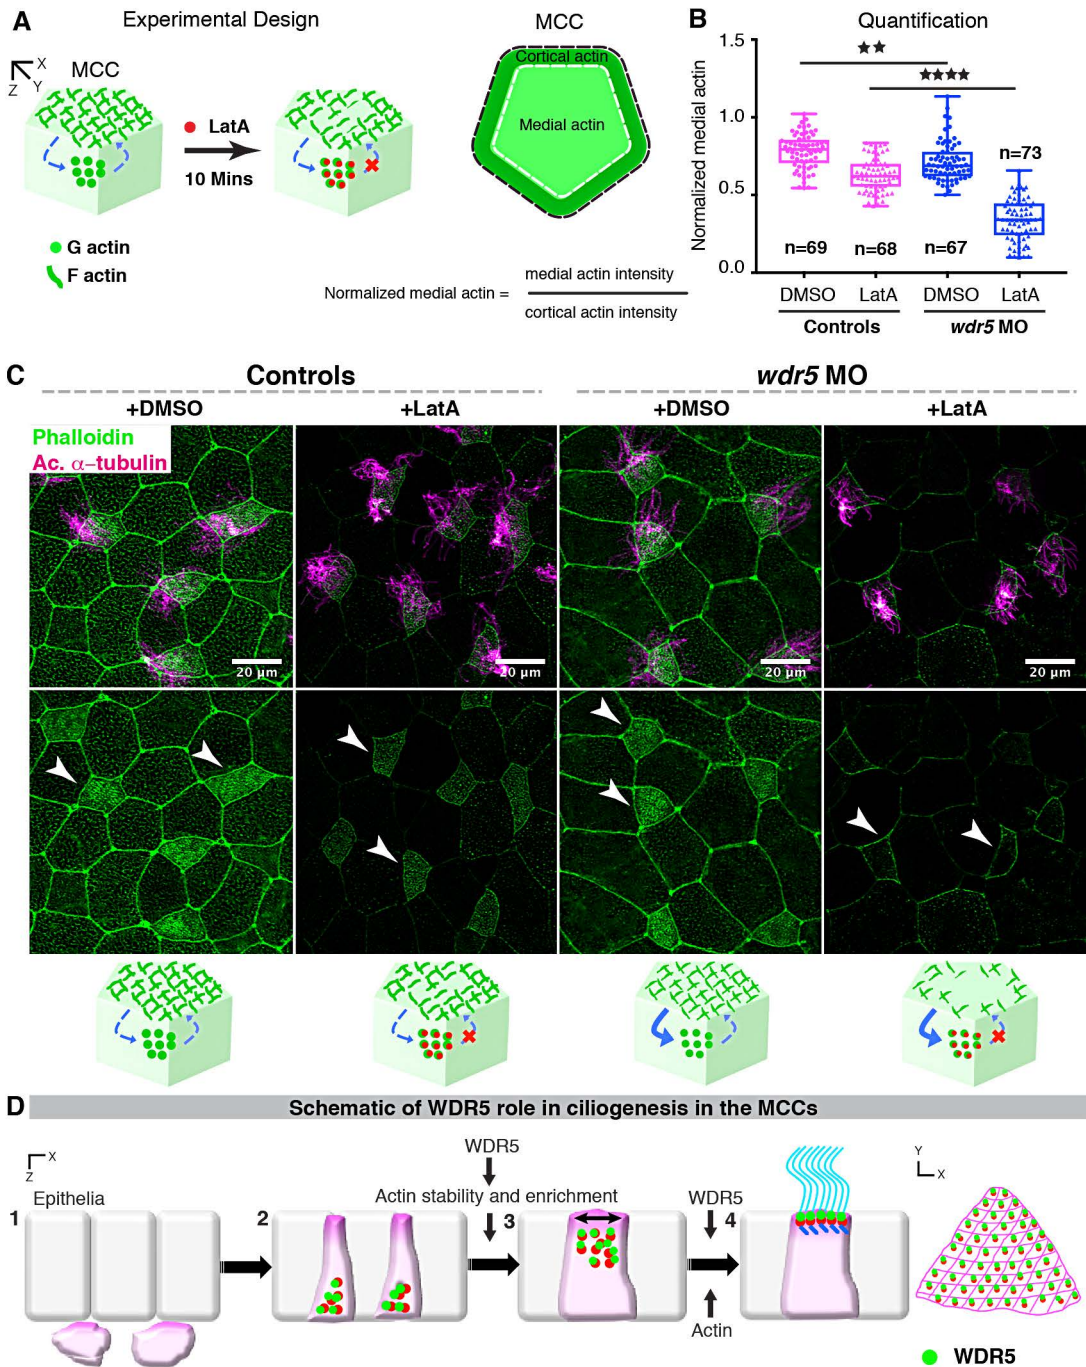 A
Experimental Design
X
Y
Z
MCC
LatA
10 Mins
G actin
F actin
MCC
Cortical actin
Medial actin
Normalized medial actin =
medial actin intensity
cortical actin intensity
B
Quantification
★★
★★★★
Normalized medial actin
1.5
1.0
0.5
0.0
n=69
n=68
n=67
n=73
DMSO LatA DMSO LatA
Controls wdr5 MO
C
Controls wdr5 MO
+DMSO +LatA +DMSO +LatA
Phalloidin
Ac. α–tubulin
20 µm 20 µm 20 µm 20 µm
D
Schematic of WDR5 role in ciliogenesis in the MCCs
X
Z
Epithelia
1
2
WDR5
Actin stability and enrichment
3
WDR5
4
Actin
Y
X
WDR5